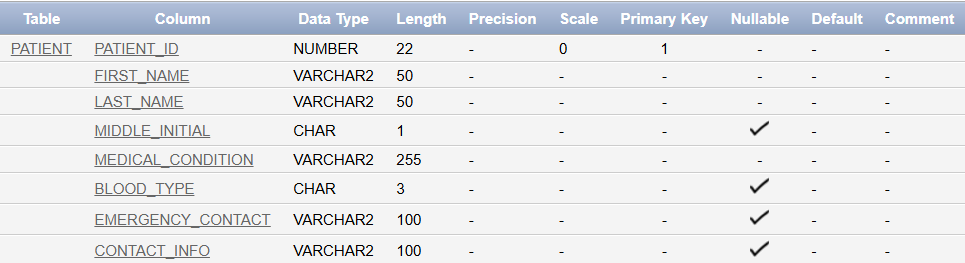 Table Column Data Type Length Precision Scale Primary Key Nullable Default Comment
PATIENT PATIENT_ID NUMBER 22 - 0 1 - - -
FIRST_NAME VARCHAR2 50 - - - - - -
LAST_NAME VARCHAR2 50 - - - - - -
MIDDLE_INITIAL CHAR 1 - - - ✓ - -
MEDICAL_CONDITION VARCHAR2 255 - - - - - -
BLOOD_TYPE CHAR 3 - - - ✓ - -
EMERGENCY_CONTACT VARCHAR2 100 - - - ✓ - -
CONTACT_INFO VARCHAR2 100 - - - ✓ - -